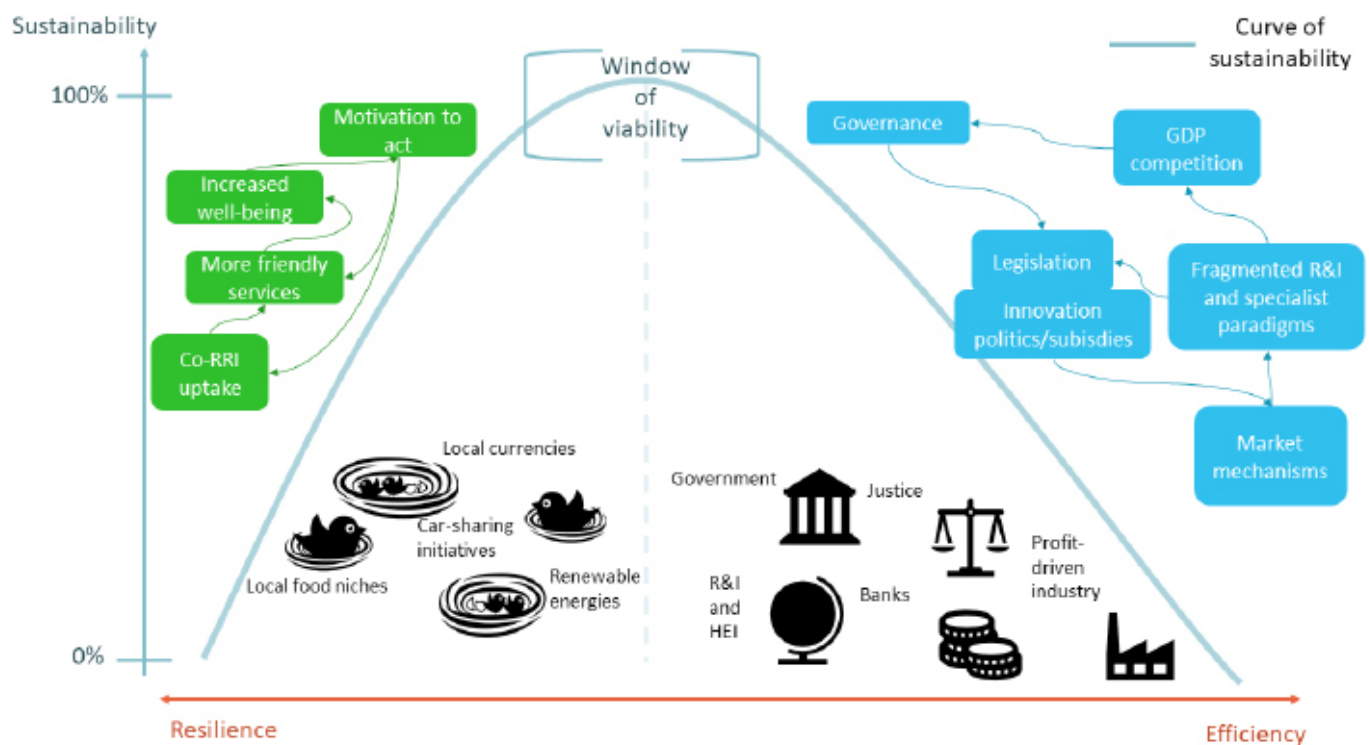 Sustainability
100%
0%
Motivation to
act
Increased
well-being
More friendly
services
Co-RRI
uptake
Window
of
viability
Curve of
sustainability
Governance
GDP
competition
Legislation
Innovation
politics/subisdies
Fragmented R&I
and specialist
paradigms
Market
mechanisms
Local currencies
Car-sharing
initiatives
Local food niches
Renewable
energies
Government
Justice
R&I
and
HEI
Banks
Profit-
driven
industry
Resilience
Efficiency